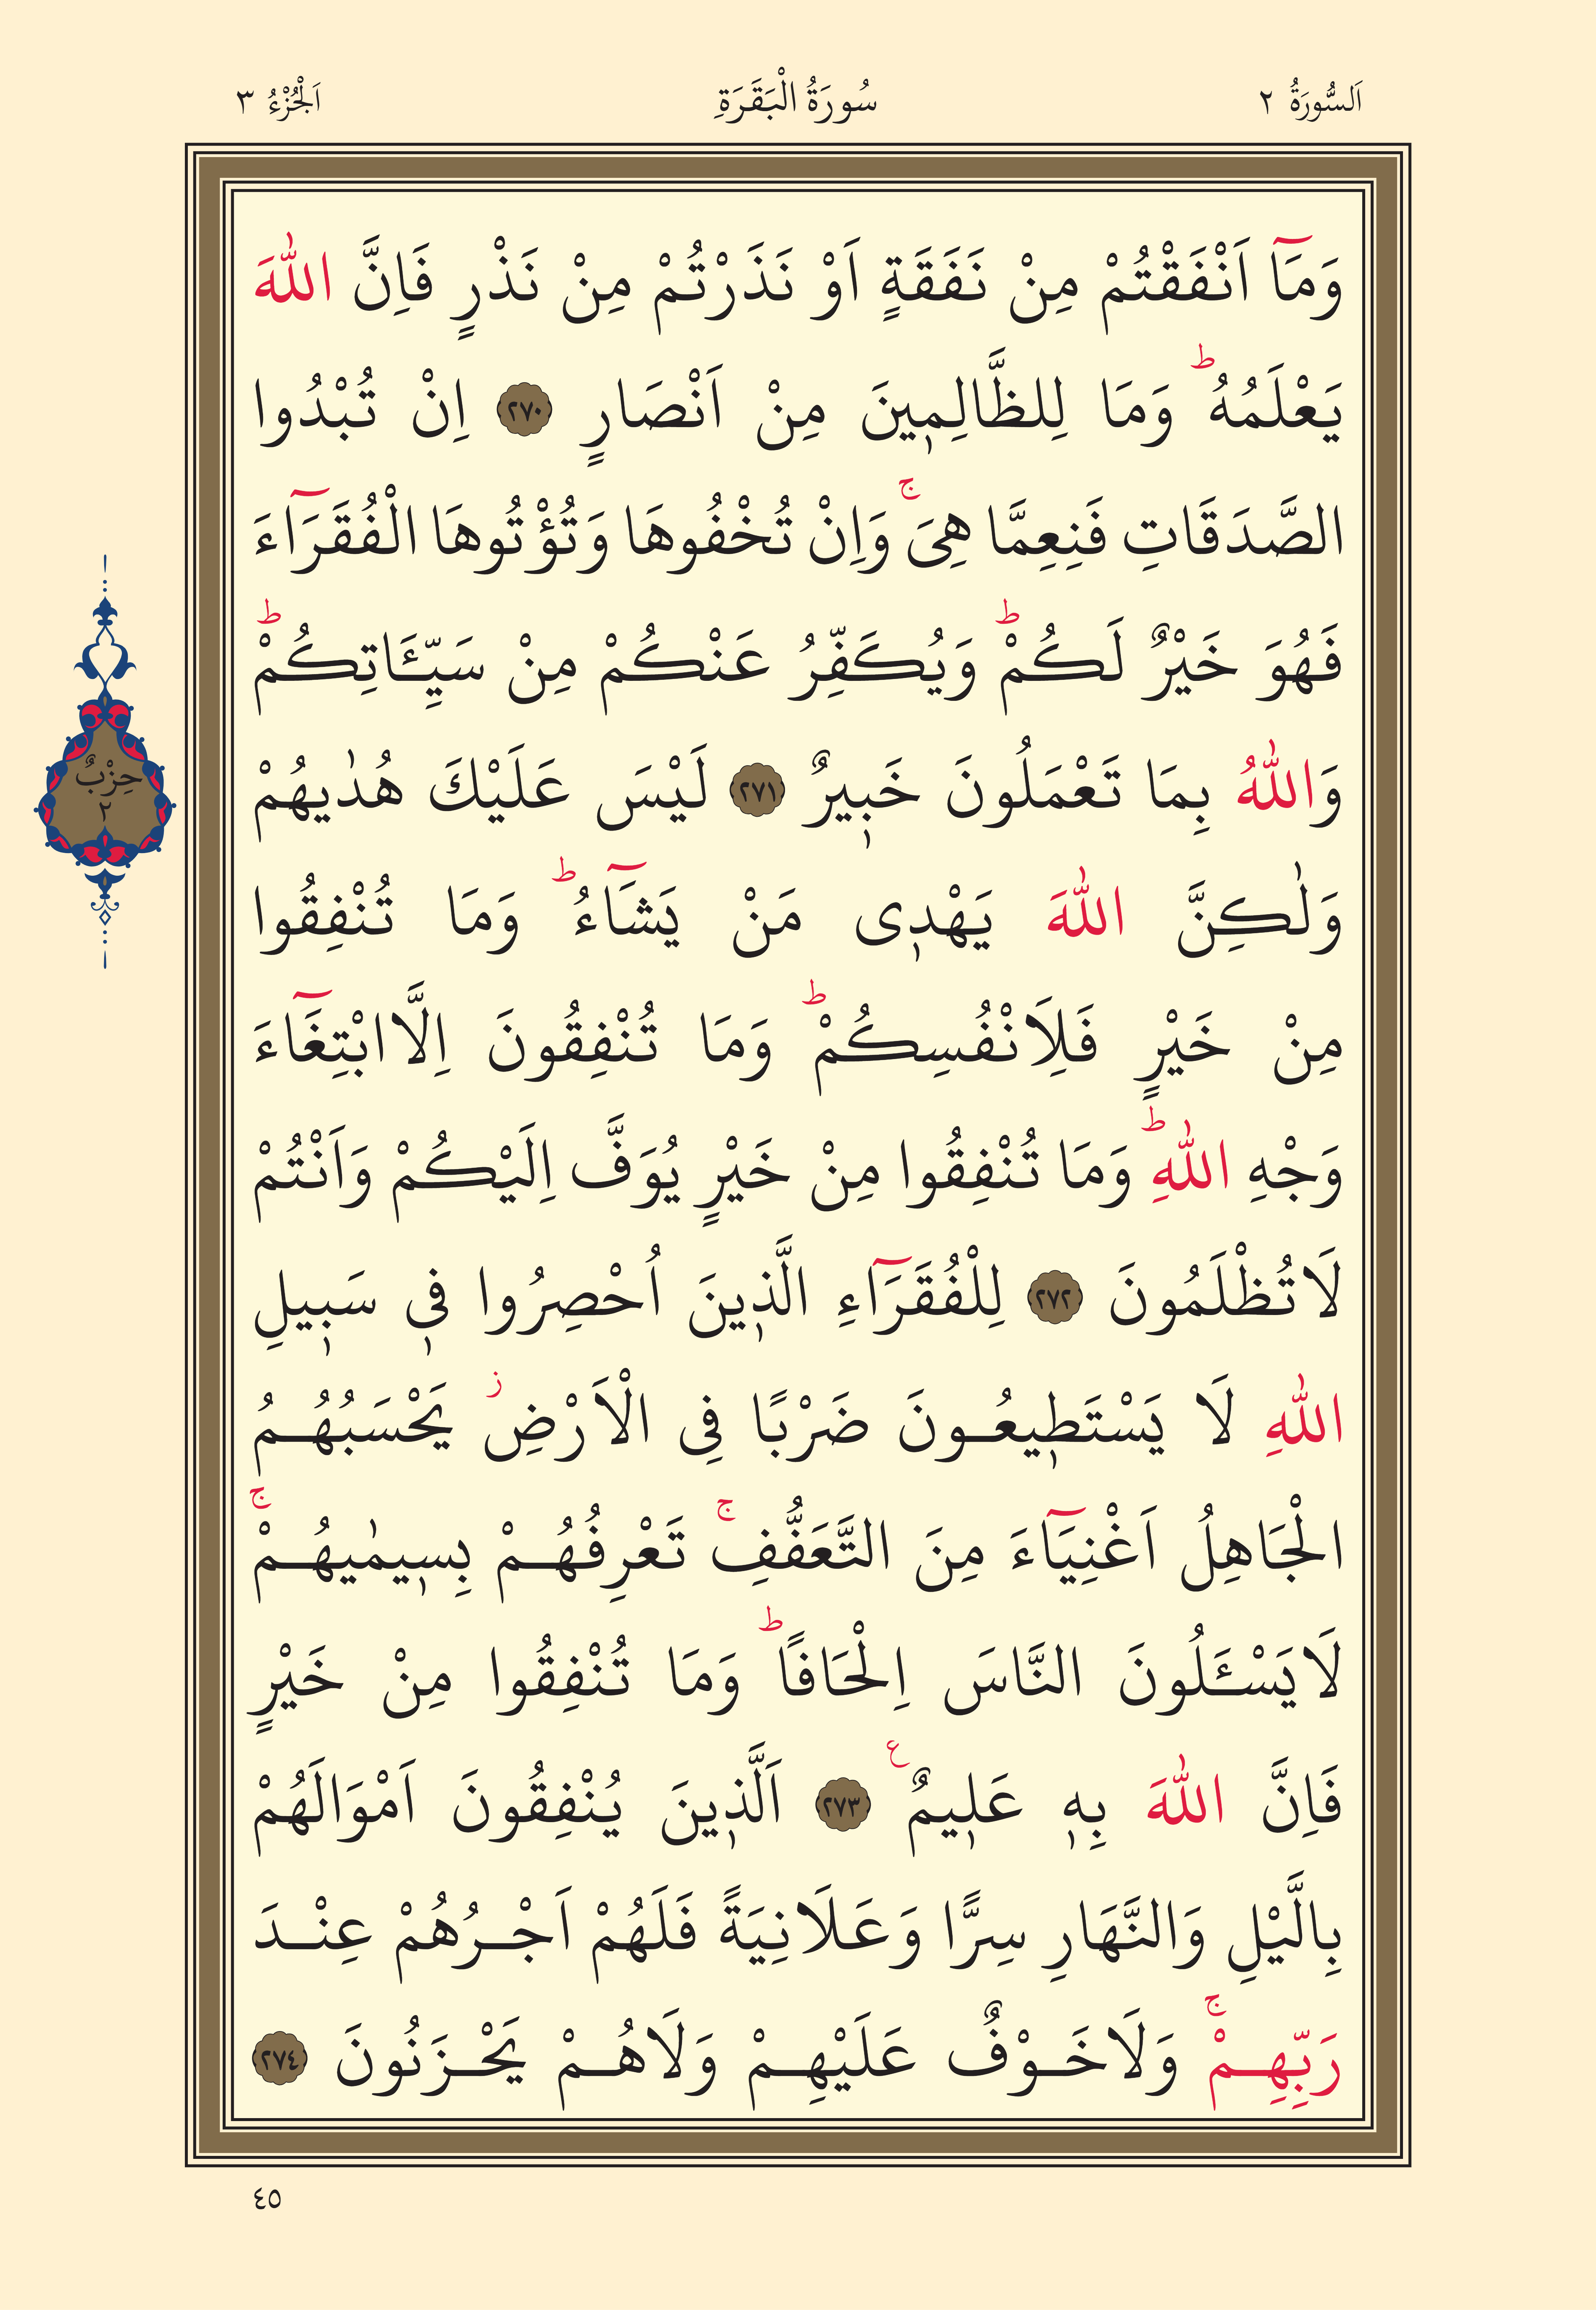 اَلسُّورَةُ ٢ سُورَةُ الْبَقَرَةِ اَلْجُزْءُ ٣
وَمَٓا اَنْفَقْتُمْ مِنْ نَفَقَةٍ اَوْ نَذَرْتُمْ مِنْ نَذْرٍ فَاِنَّ اللّٰهَ
يَعْلَمُهُۜ وَمَا لِلظَّالِمٖينَ مِنْ اَنْصَارٍ ٢٧٠ اِنْ تُبْدُوا
الصَّدَقَاتِ فَنِعِمَّا هِىَۚ وَاِنْ تُخْفُوهَا وَتُؤْتُوهَا الْفُقَرَٓاءَ
فَهُوَ خَيْرٌ لَكُمْۜ وَيُكَفِّرُ عَنْكُمْ مِنْ سَيِّـَٔاتِكُمْۜ
وَاللّٰهُ بِمَا تَعْمَلُونَ خَبٖيرٌ ٢٧١ لَيْسَ عَلَيْكَ هُدٰيهُمْ
وَلٰكِنَّ اللّٰهَ يَهْدٖى مَنْ يَشَٓاءُۜ وَمَا تُنْفِقُوا
مِنْ خَيْرٍ فَلِاَنْفُسِكُمْۜ وَمَا تُنْفِقُونَ اِلَّا ابْتِغَٓاءَ
وَجْهِ اللّٰهِۜ وَمَا تُنْفِقُوا مِنْ خَيْرٍ يُوَفَّ اِلَيْكُمْ وَاَنْتُمْ
لَا تُظْلَمُونَ ٢٧٢ لِلْفُقَرَٓاءِ الَّذٖينَ اُحْصِرُوا فٖى سَبٖيلِ
اللّٰهِ لَا يَسْتَطٖيعُونَ ضَرْبًا فِى الْاَرْضِؗ يَحْسَبُهُمُ
الْجَاهِلُ اَغْنِيَٓاءَ مِنَ التَّعَفُّفِۚ تَعْرِفُهُمْ بِسٖيمٰيهُمْۚ
لَا يَسْـَٔلُونَ النَّاسَ اِلْحَافًاۜ وَمَا تُنْفِقُوا مِنْ خَيْرٍ
فَاِنَّ اللّٰهَ بِهٖ عَلٖيمٌࣖ ٢٧٣ اَلَّذٖينَ يُنْفِقُونَ اَمْوَالَهُمْ
بِالَّيْلِ وَالنَّهَارِ سِرًّا وَعَلَانِيَةً فَلَهُمْ اَجْرُهُمْ عِنْدَ
رَبِّهِمْۚ وَلَا خَوْفٌ عَلَيْهِمْ وَلَا هُمْ يَحْزَنُونَ ٢٧٤
حِزْبٌ
٢
٤٥